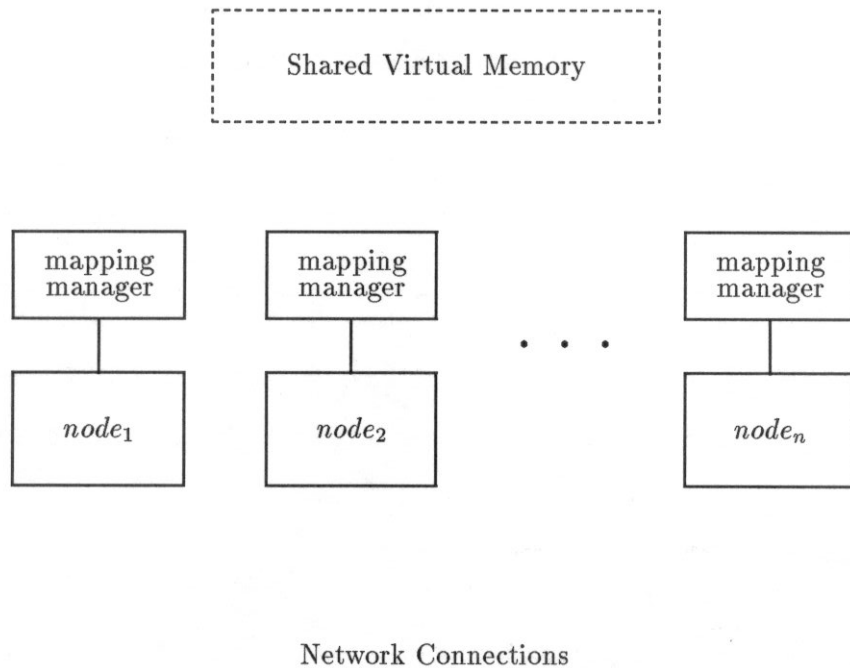 Shared Virtual Memory
mapping
manager
mapping
manager
mapping
manager
. . .
node₁
node₂
nodeₙ
Network Connections